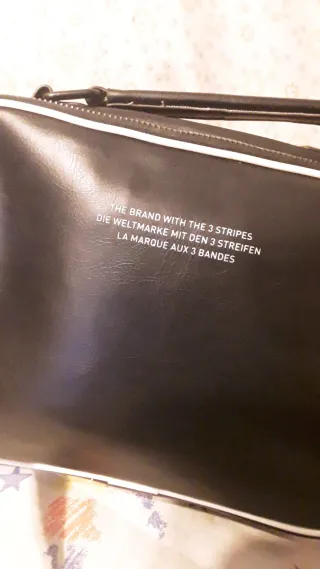 THE BRAND WITH THE 3 STRIPES
DIE WELTMARKE MIT DEN 3 STREIFEN
LA MARQUE AUX 3 BANDES